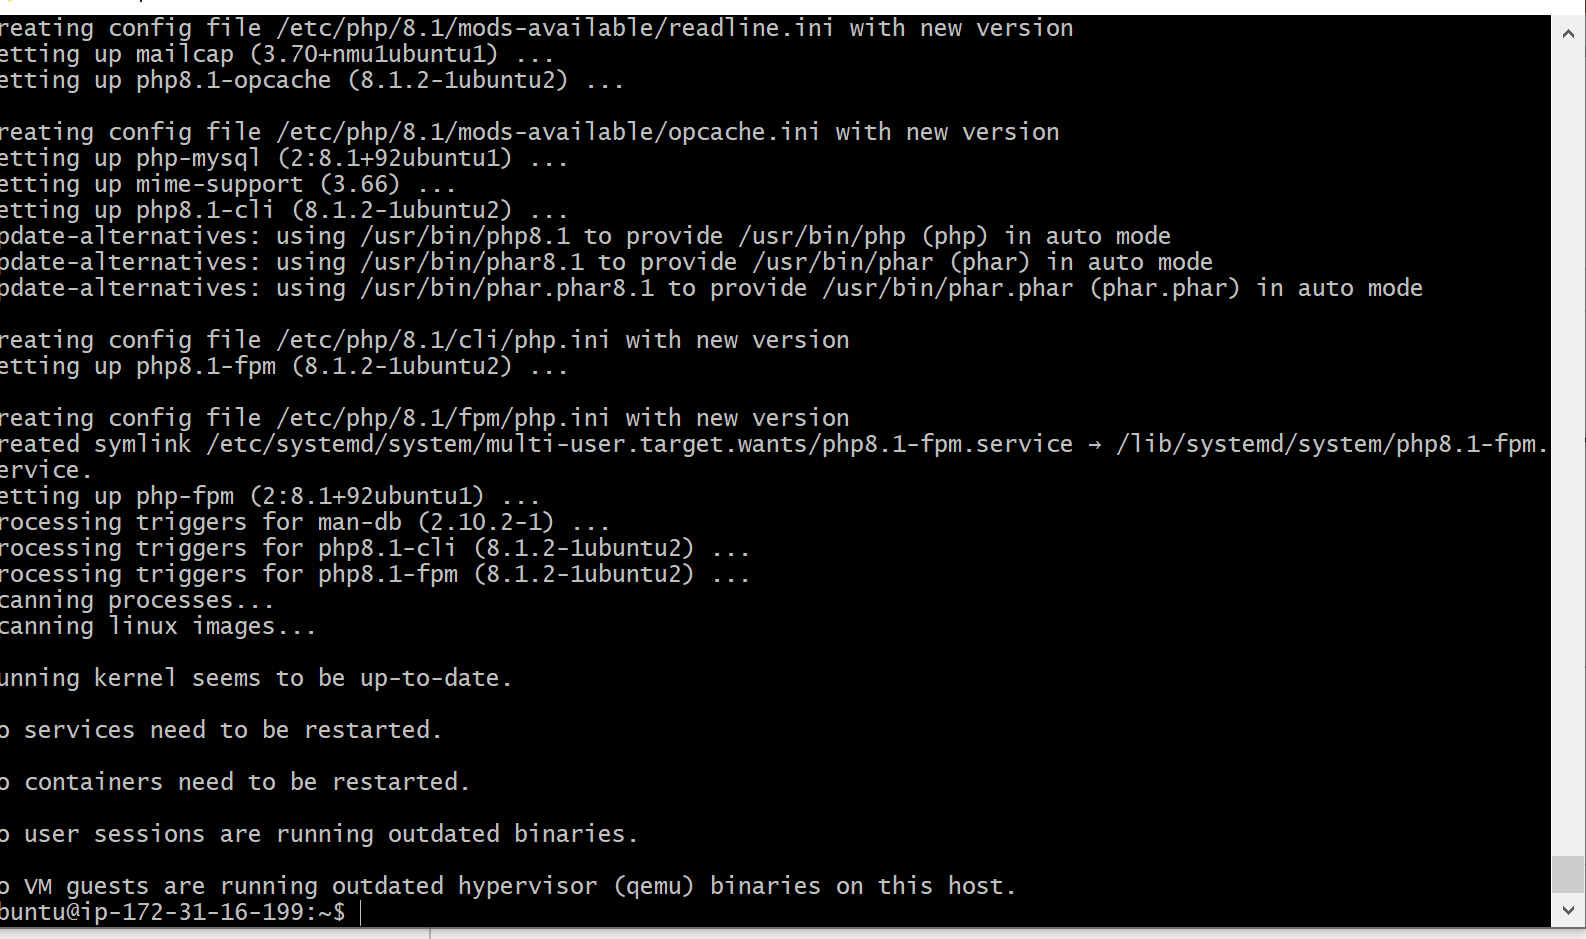 reating config file /etc/php/8.1/mods-available/readline.ini with new version
etting up mailcap (3.70+nmu1ubuntu1) ...
etting up php8.1-opcache (8.1.2-1ubuntu2) ...
reating config file /etc/php/8.1/mods-available/opcache.ini with new version
etting up php-mysql (2:8.1+92ubuntu1) ...
etting up mime-support (3.66) ...
etting up php8.1-cli (8.1.2-1ubuntu2) ...
pdate-alternatives: using /usr/bin/php8.1 to provide /usr/bin/php (php) in auto mode
pdate-alternatives: using /usr/bin/phar8.1 to provide /usr/bin/phar (phar) in auto mode
pdate-alternatives: using /usr/bin/phar.phar8.1 to provide /usr/bin/phar.phar (phar.phar) in auto mode
reating config file /etc/php/8.1/cli/php.ini with new version
etting up php8.1-fpm (8.1.2-1ubuntu2) ...
reating config file /etc/php/8.1/fpm/php.ini with new version
reated symlink /etc/systemd/system/multi-user.target.wants/php8.1-fpm.service → /lib/systemd/system/php8.1-fpm.
ervice.
etting up php-fpm (2:8.1+92ubuntu1) ...
rocessing triggers for man-db (2.10.2-1) ...
rocessing triggers for php8.1-cli (8.1.2-1ubuntu2) ...
rocessing triggers for php8.1-fpm (8.1.2-1ubuntu2) ...
canning processes...
canning linux images...
unning kernel seems to be up-to-date.
o services need to be restarted.
o containers need to be restarted.
o user sessions are running outdated binaries.
o VM guests are running outdated hypervisor (qemu) binaries on this host.
buntu@ip-172-31-16-199:~$